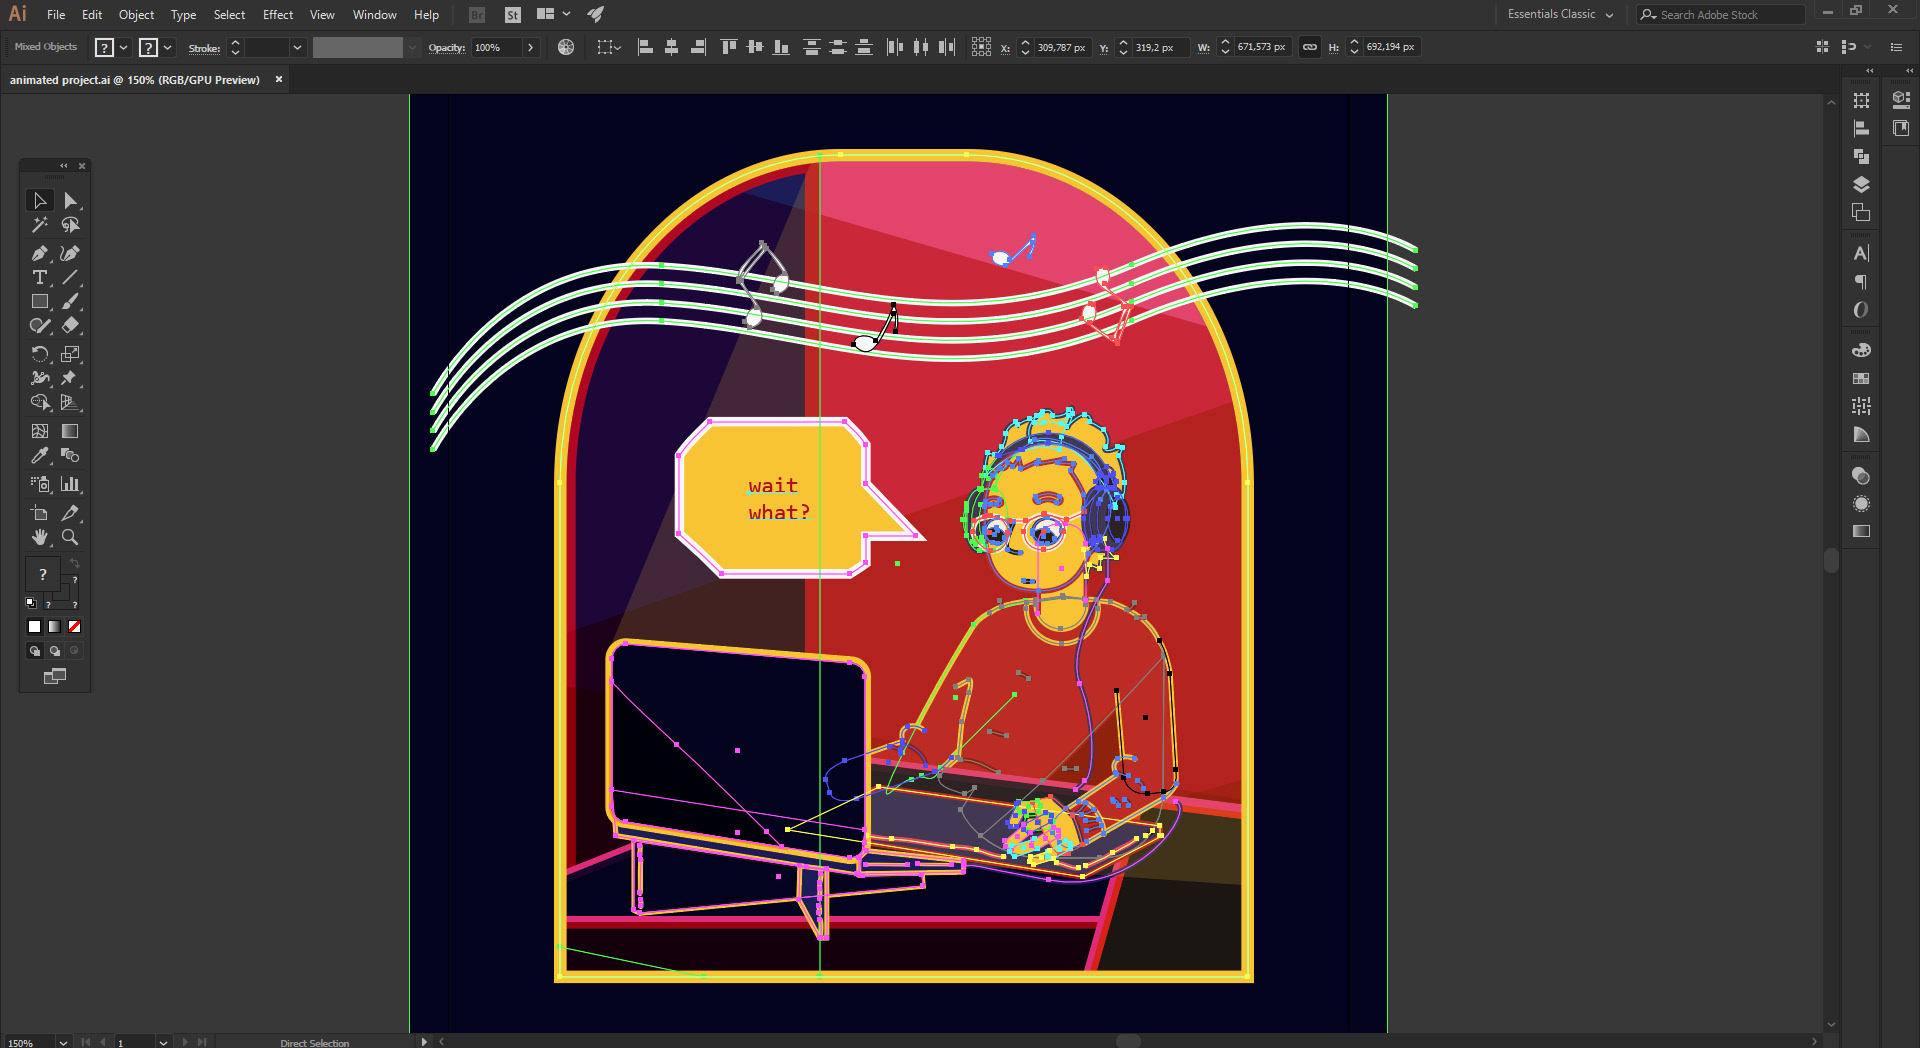 Ai File Edit Object Type Select Effect View Window Help Br St Essentials Classic Search Adobe Stock
Mixed Objects ? ? Stroke: Opacity: 100% X: 309,787 px Y: 319,2 px W: 671,573 px H: 692,194 px
animated project.ai @ 150% (RGB/GPU Preview)
wait
what?
?
?
? ?
150% 1 Direct Selection